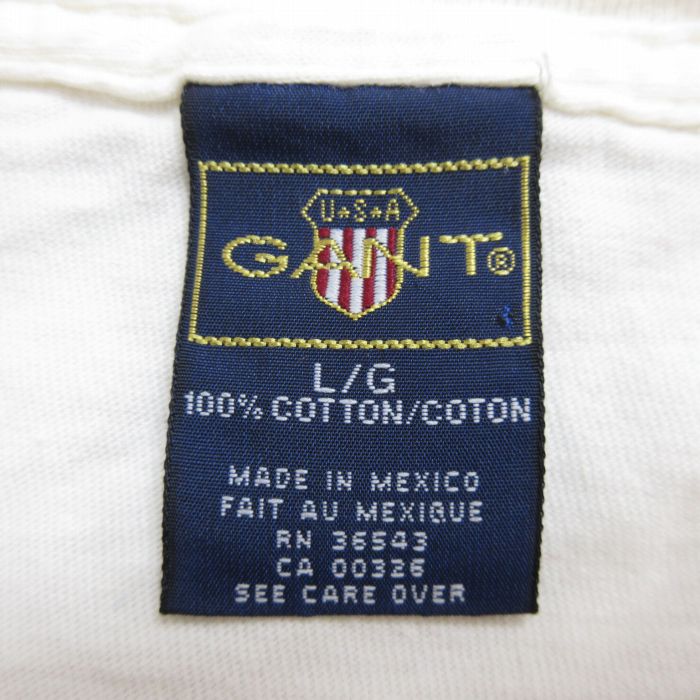 U★S★A
GANT®
L/G
100% COTTON/COTON
MADE IN MEXICO
FAIT AU MEXIQUE
RN 36543
CA 00326
SEE CARE OVER